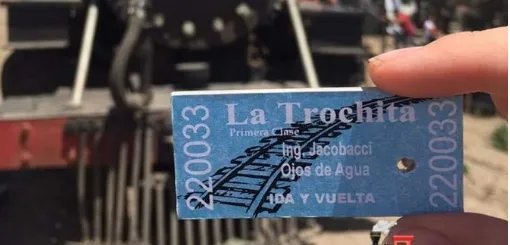 220033
La Trochita
Primera Clase
Ing. Jacobacci
Ojos de Agua
IDA Y VUELTA
220033